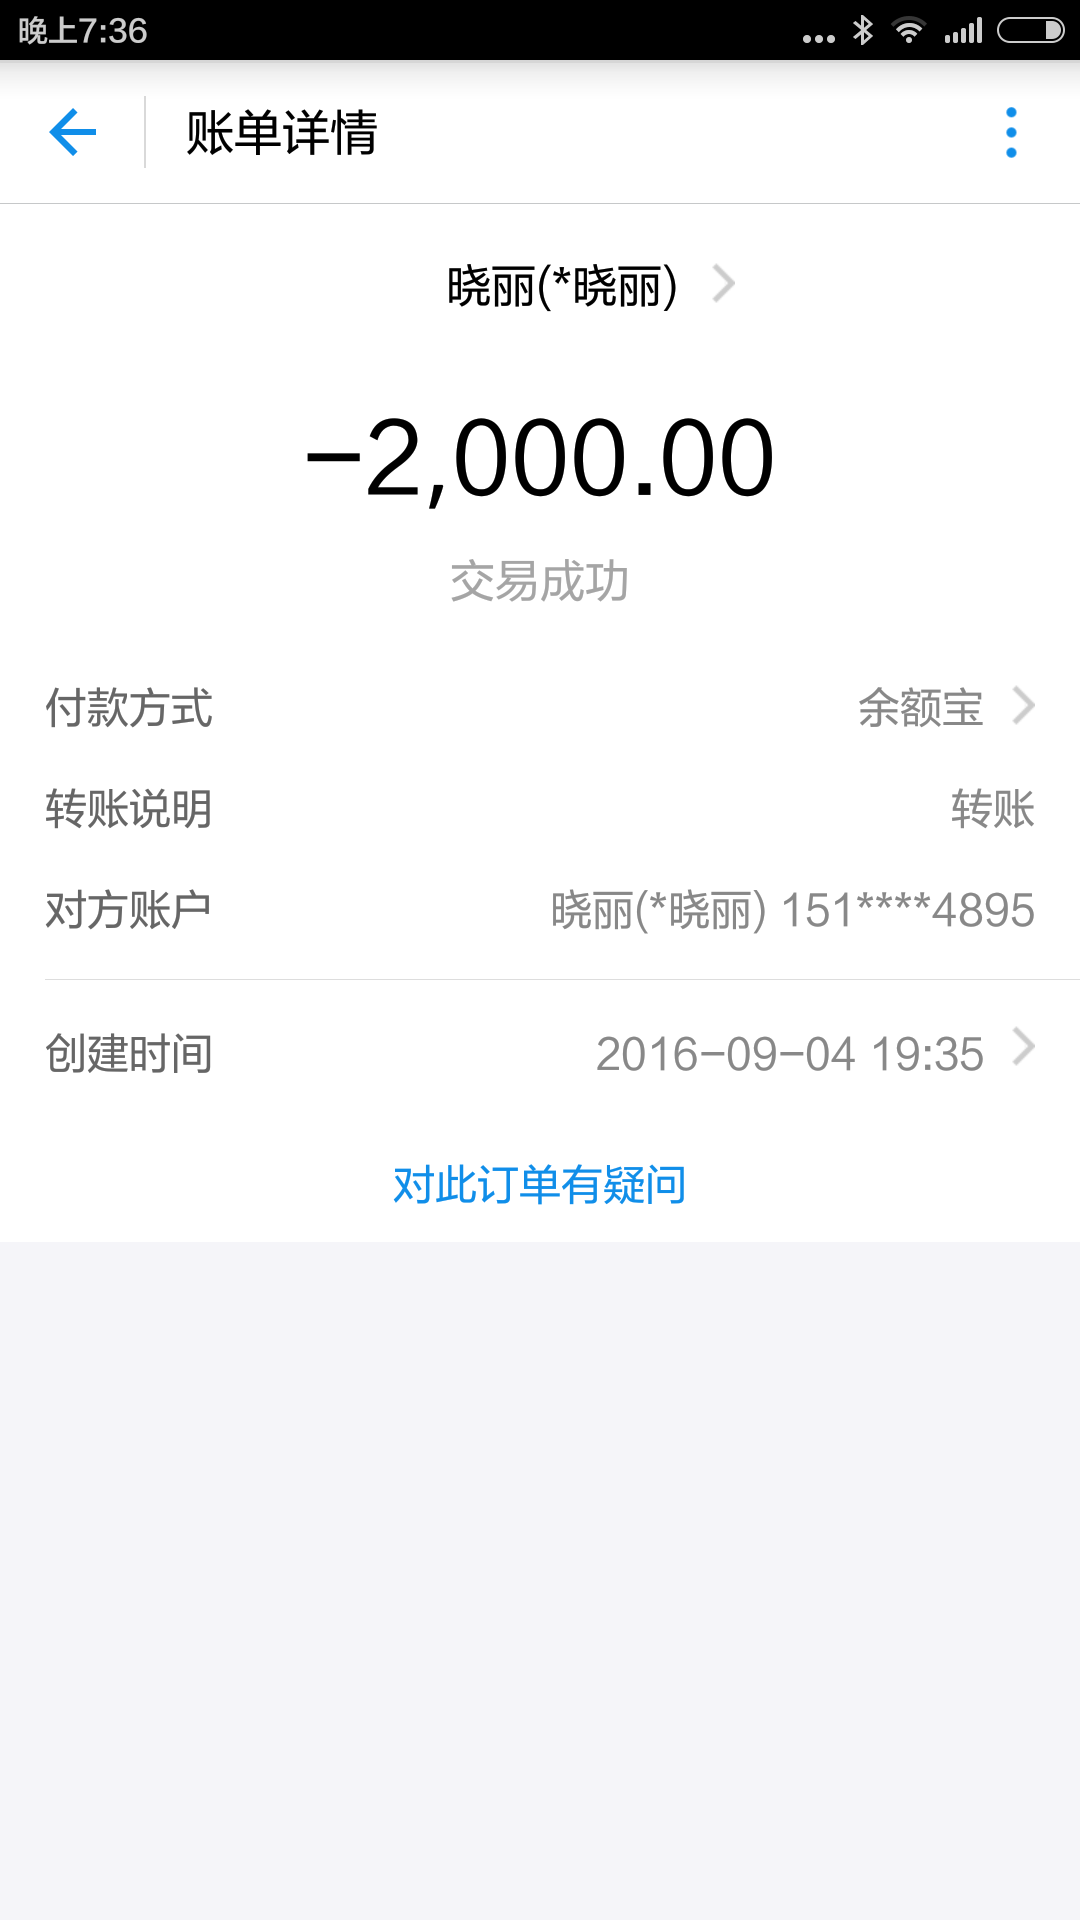 晚上7:36
账单详情
晓丽(*晓丽)
-2,000.00
交易成功
付款方式 余额宝
转账说明 转账
对方账户 晓丽(*晓丽) 151****4895
创建时间 2016-09-04 19:35
对此订单有疑问